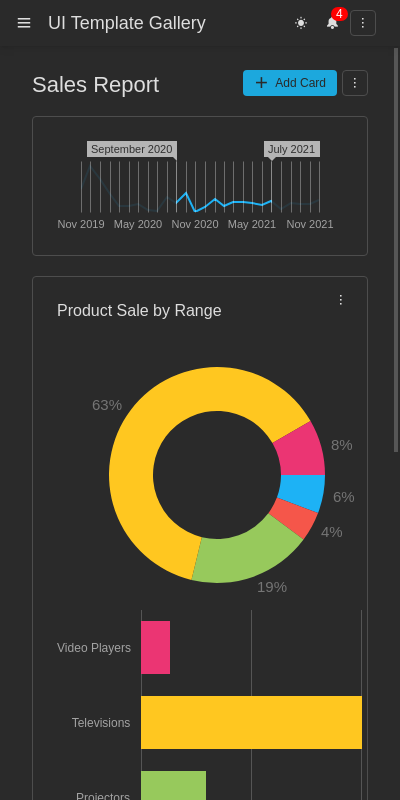 UI Template Gallery
4
Sales Report
Add Card
September 2020
July 2021
Nov 2019
May 2020
Nov 2020
May 2021
Nov 2021
Product Sale by Range
63%
8%
6%
4%
19%
Video Players
Televisions
Projectors